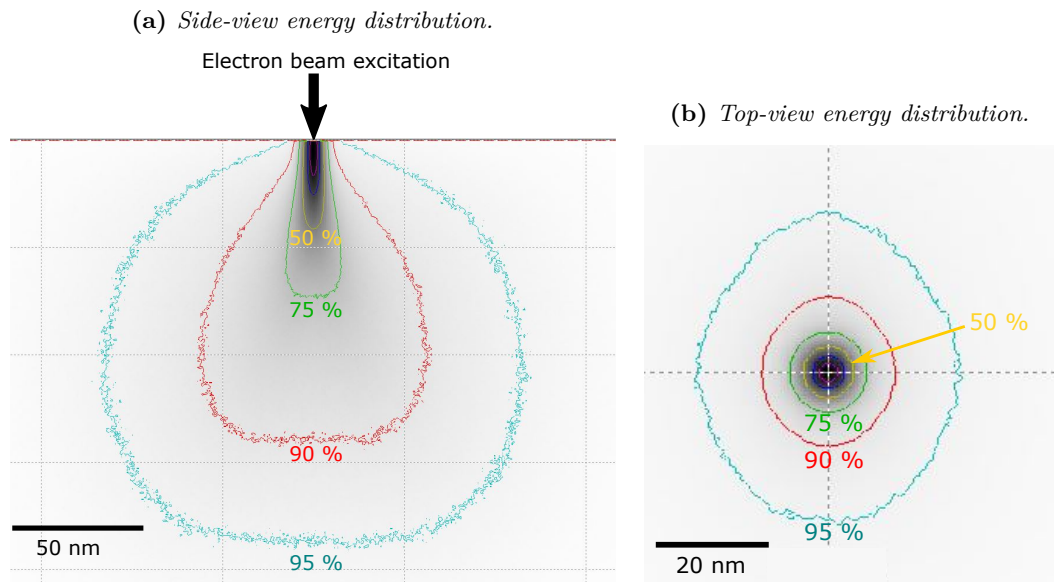 (a) Side-view energy distribution.
Electron beam excitation
50 %
75 %
90 %
95 %
50 nm
(b) Top-view energy distribution.
50 %
75 %
90 %
95 %
20 nm